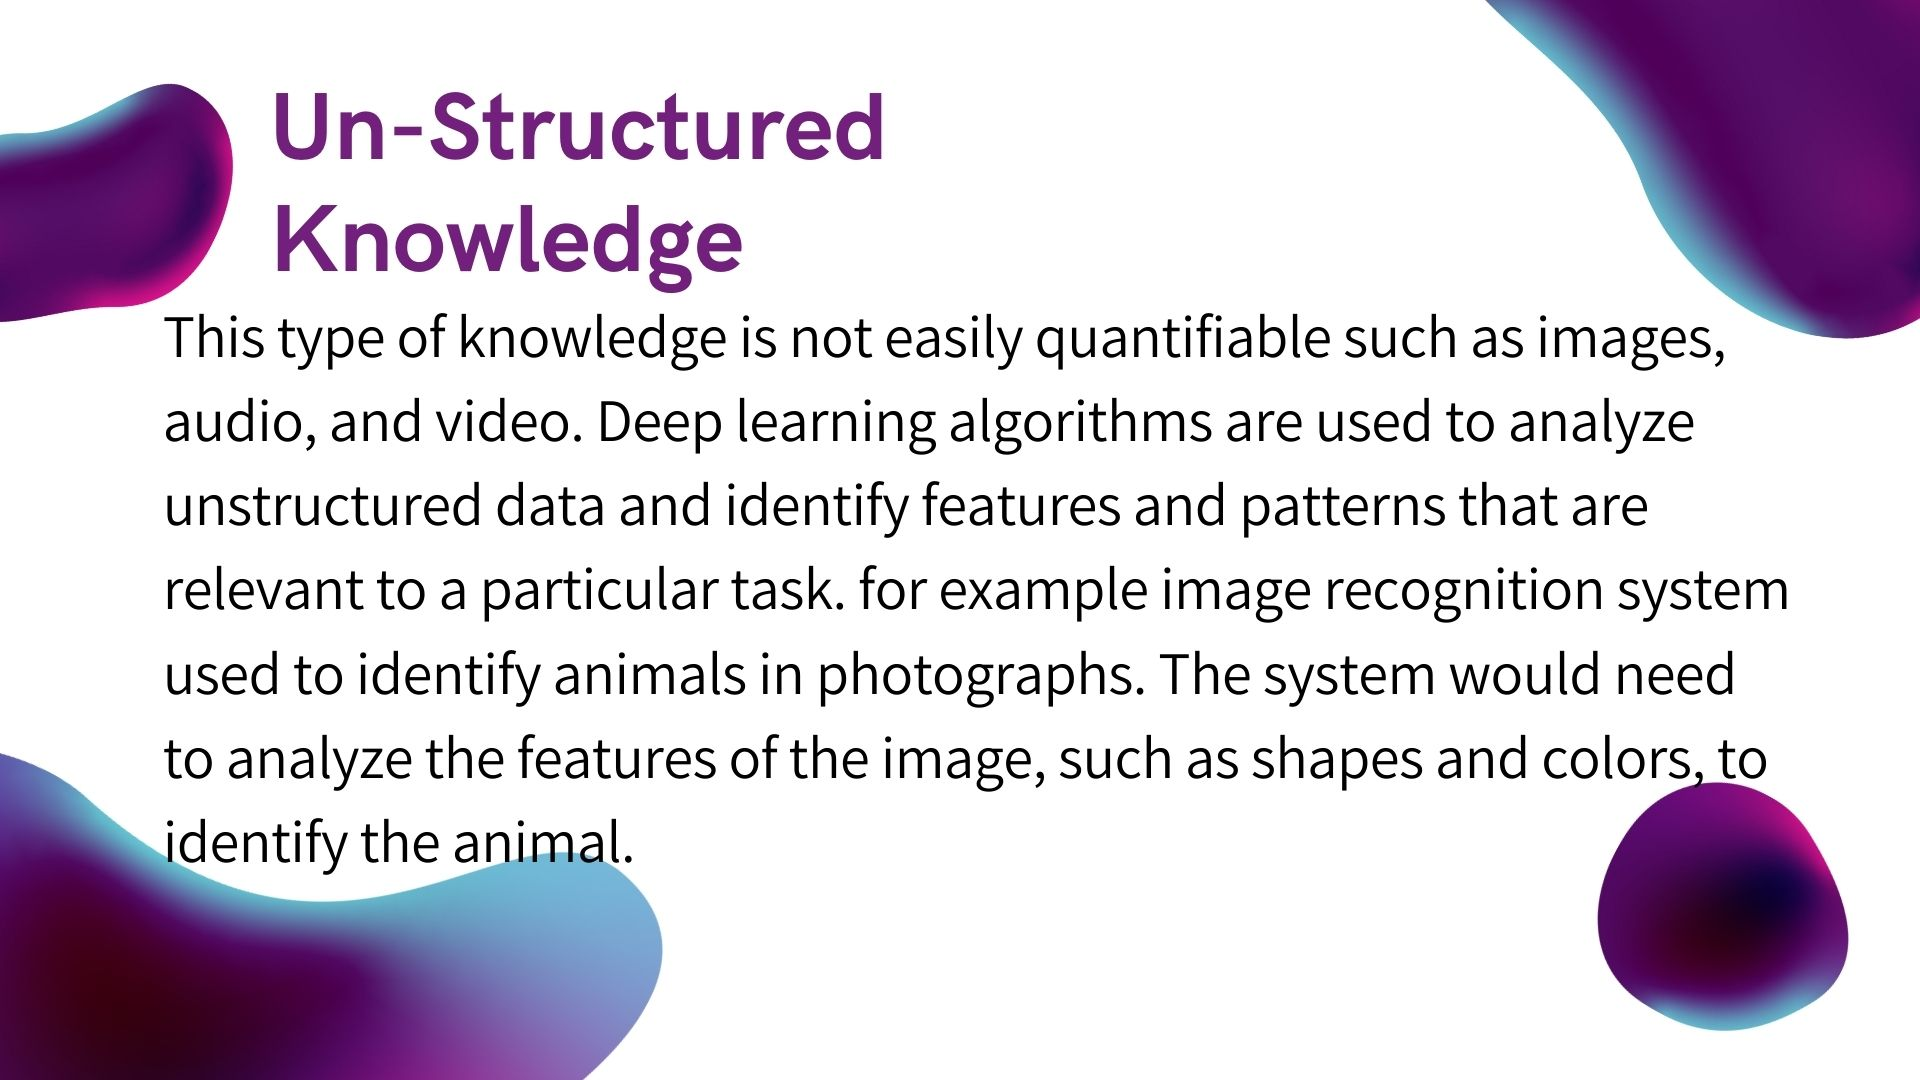 Un-Structured
Knowledge
This type of knowledge is not easily quantifiable such as images,
audio, and video. Deep learning algorithms are used to analyze
unstructured data and identify features and patterns that are
relevant to a particular task. for example image recognition system
used to identify animals in photographs. The system would need
to analyze the features of the image, such as shapes and colors, to
identify the animal.